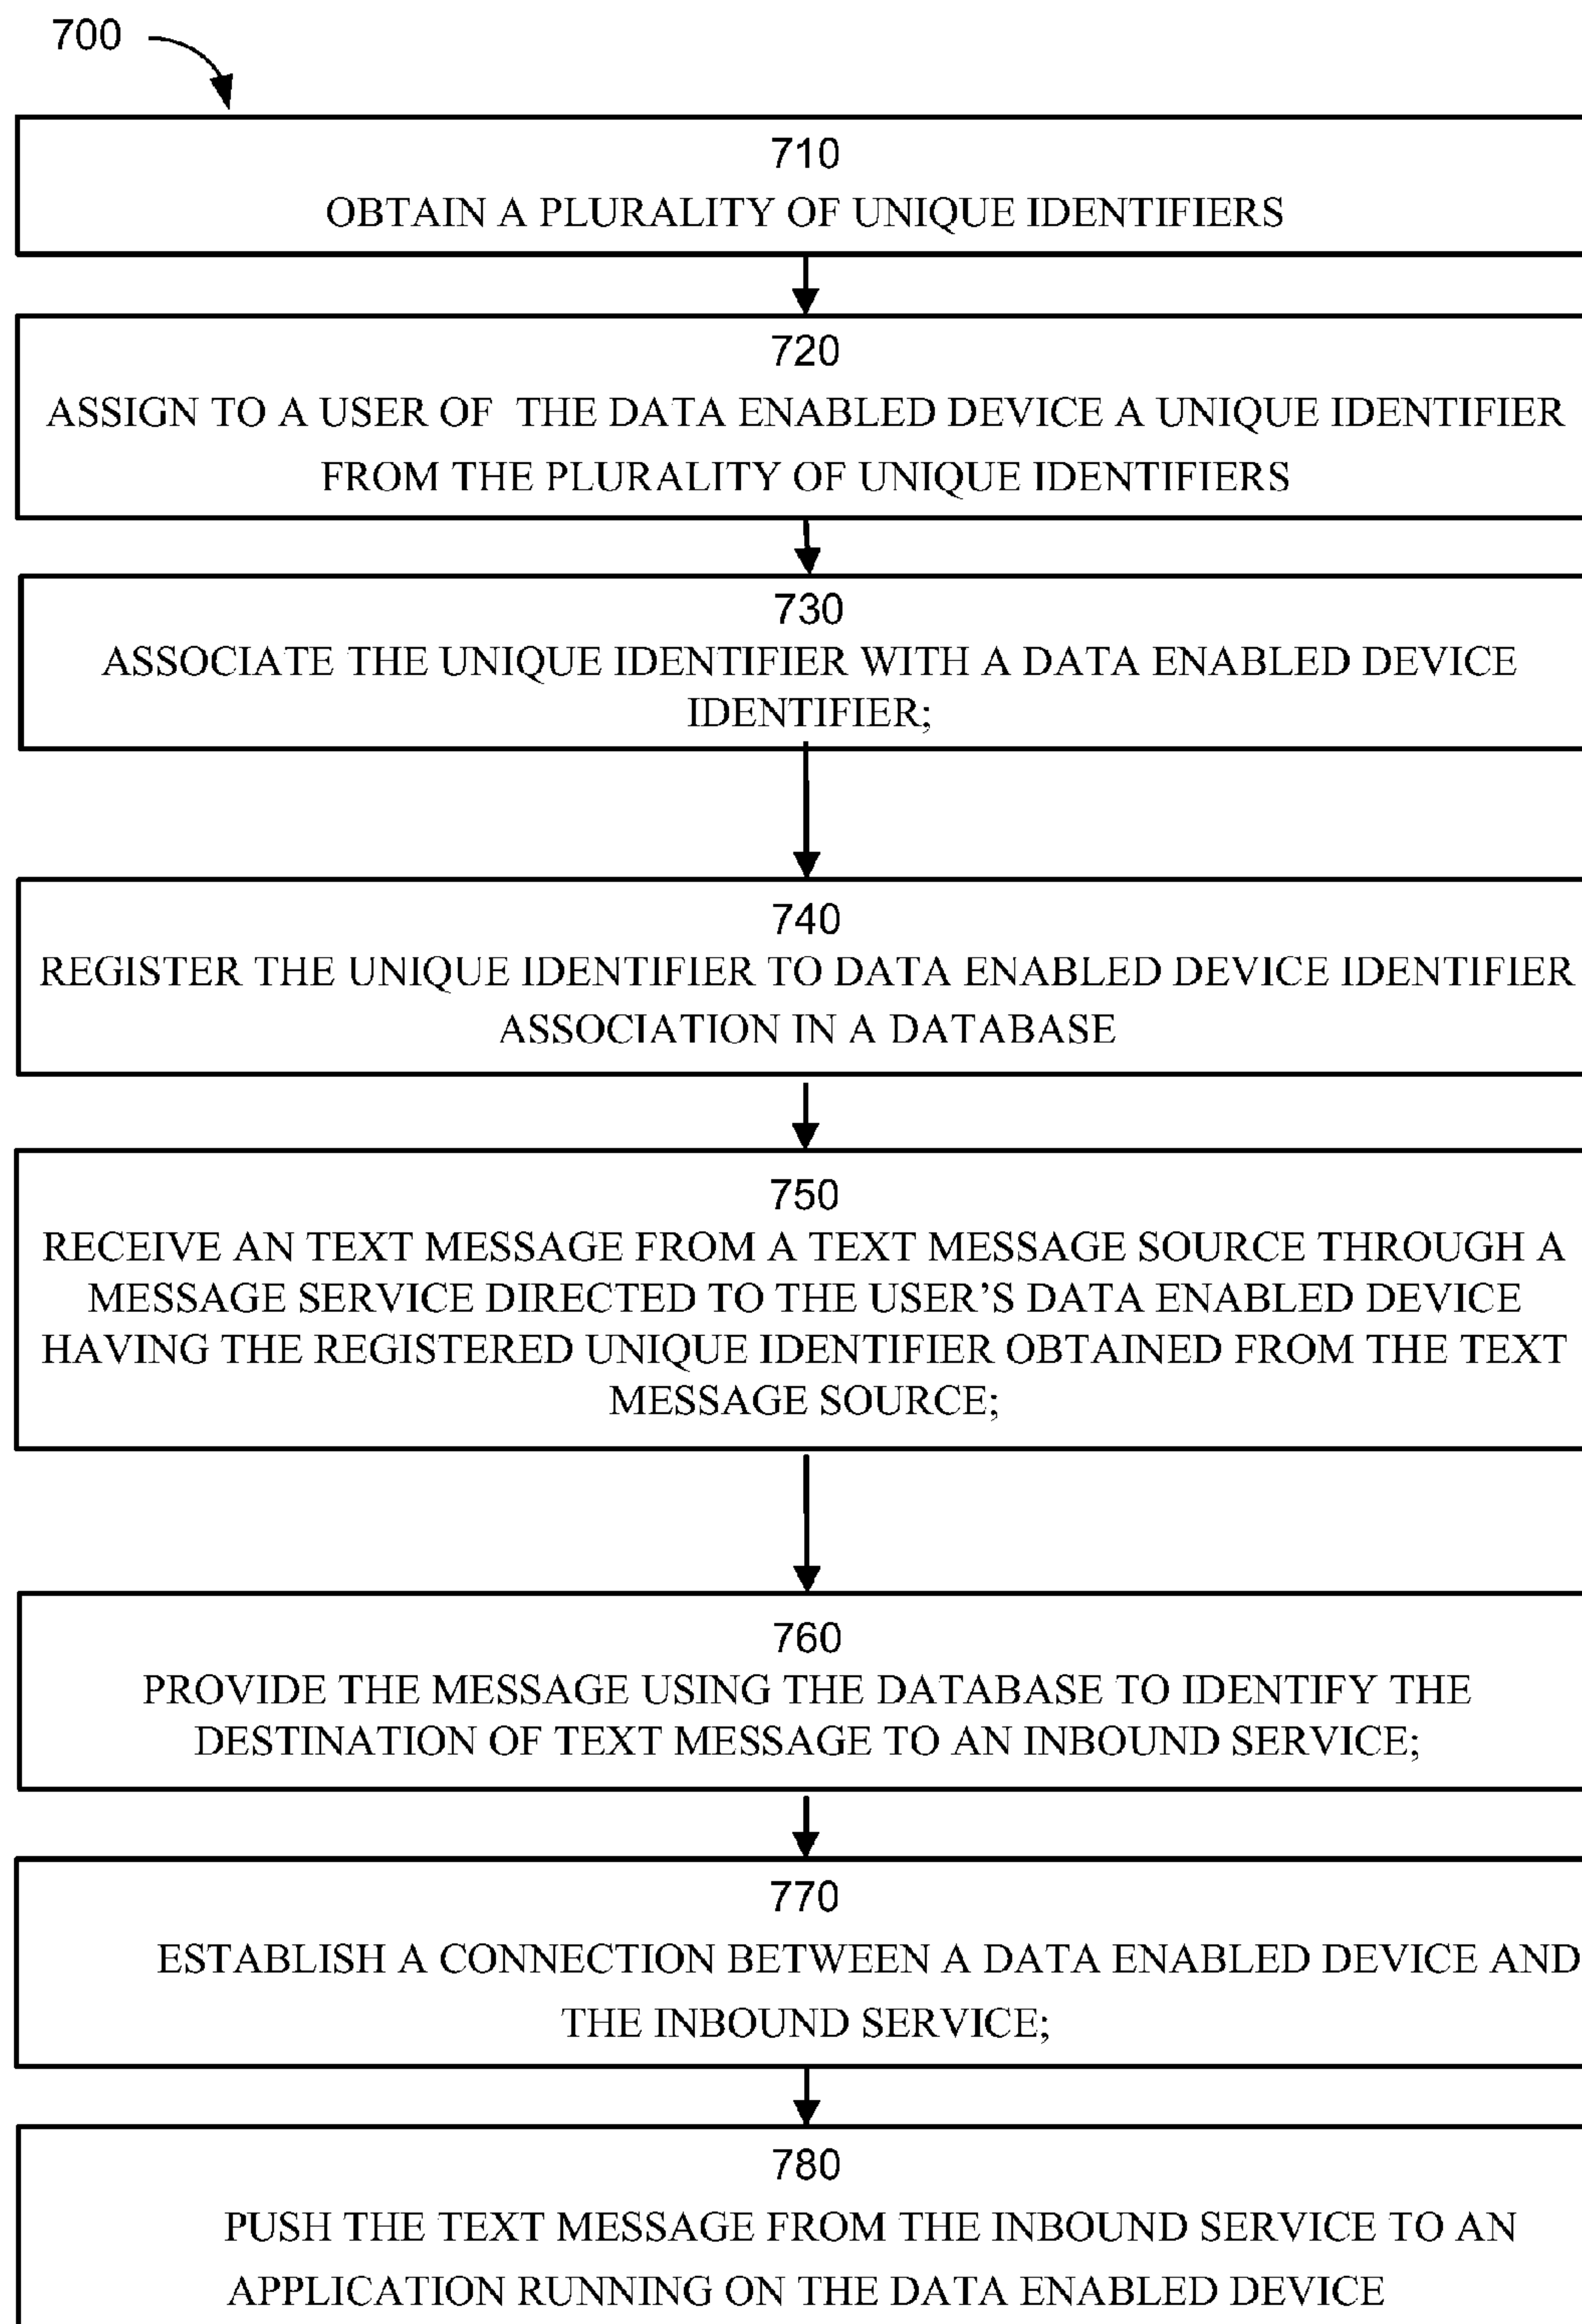 700
710
OBTAIN A PLURALITY OF UNIQUE IDENTIFIERS
720
ASSIGN TO A USER OF THE DATA ENABLED DEVICE A UNIQUE IDENTIFIER
FROM THE PLURALITY OF UNIQUE IDENTIFIERS
730
ASSOCIATE THE UNIQUE IDENTIFIER WITH A DATA ENABLED DEVICE
IDENTIFIER;
740
REGISTER THE UNIQUE IDENTIFIER TO DATA ENABLED DEVICE IDENTIFIER
ASSOCIATION IN A DATABASE
750
RECEIVE AN TEXT MESSAGE FROM A TEXT MESSAGE SOURCE THROUGH A
MESSAGE SERVICE DIRECTED TO THE USER’S DATA ENABLED DEVICE
HAVING THE REGISTERED UNIQUE IDENTIFIER OBTAINED FROM THE TEXT
MESSAGE SOURCE;
760
PROVIDE THE MESSAGE USING THE DATABASE TO IDENTIFY THE
DESTINATION OF TEXT MESSAGE TO AN INBOUND SERVICE;
770
ESTABLISH A CONNECTION BETWEEN A DATA ENABLED DEVICE AND
THE INBOUND SERVICE;
780
PUSH THE TEXT MESSAGE FROM THE INBOUND SERVICE TO AN
APPLICATION RUNNING ON THE DATA ENABLED DEVICE